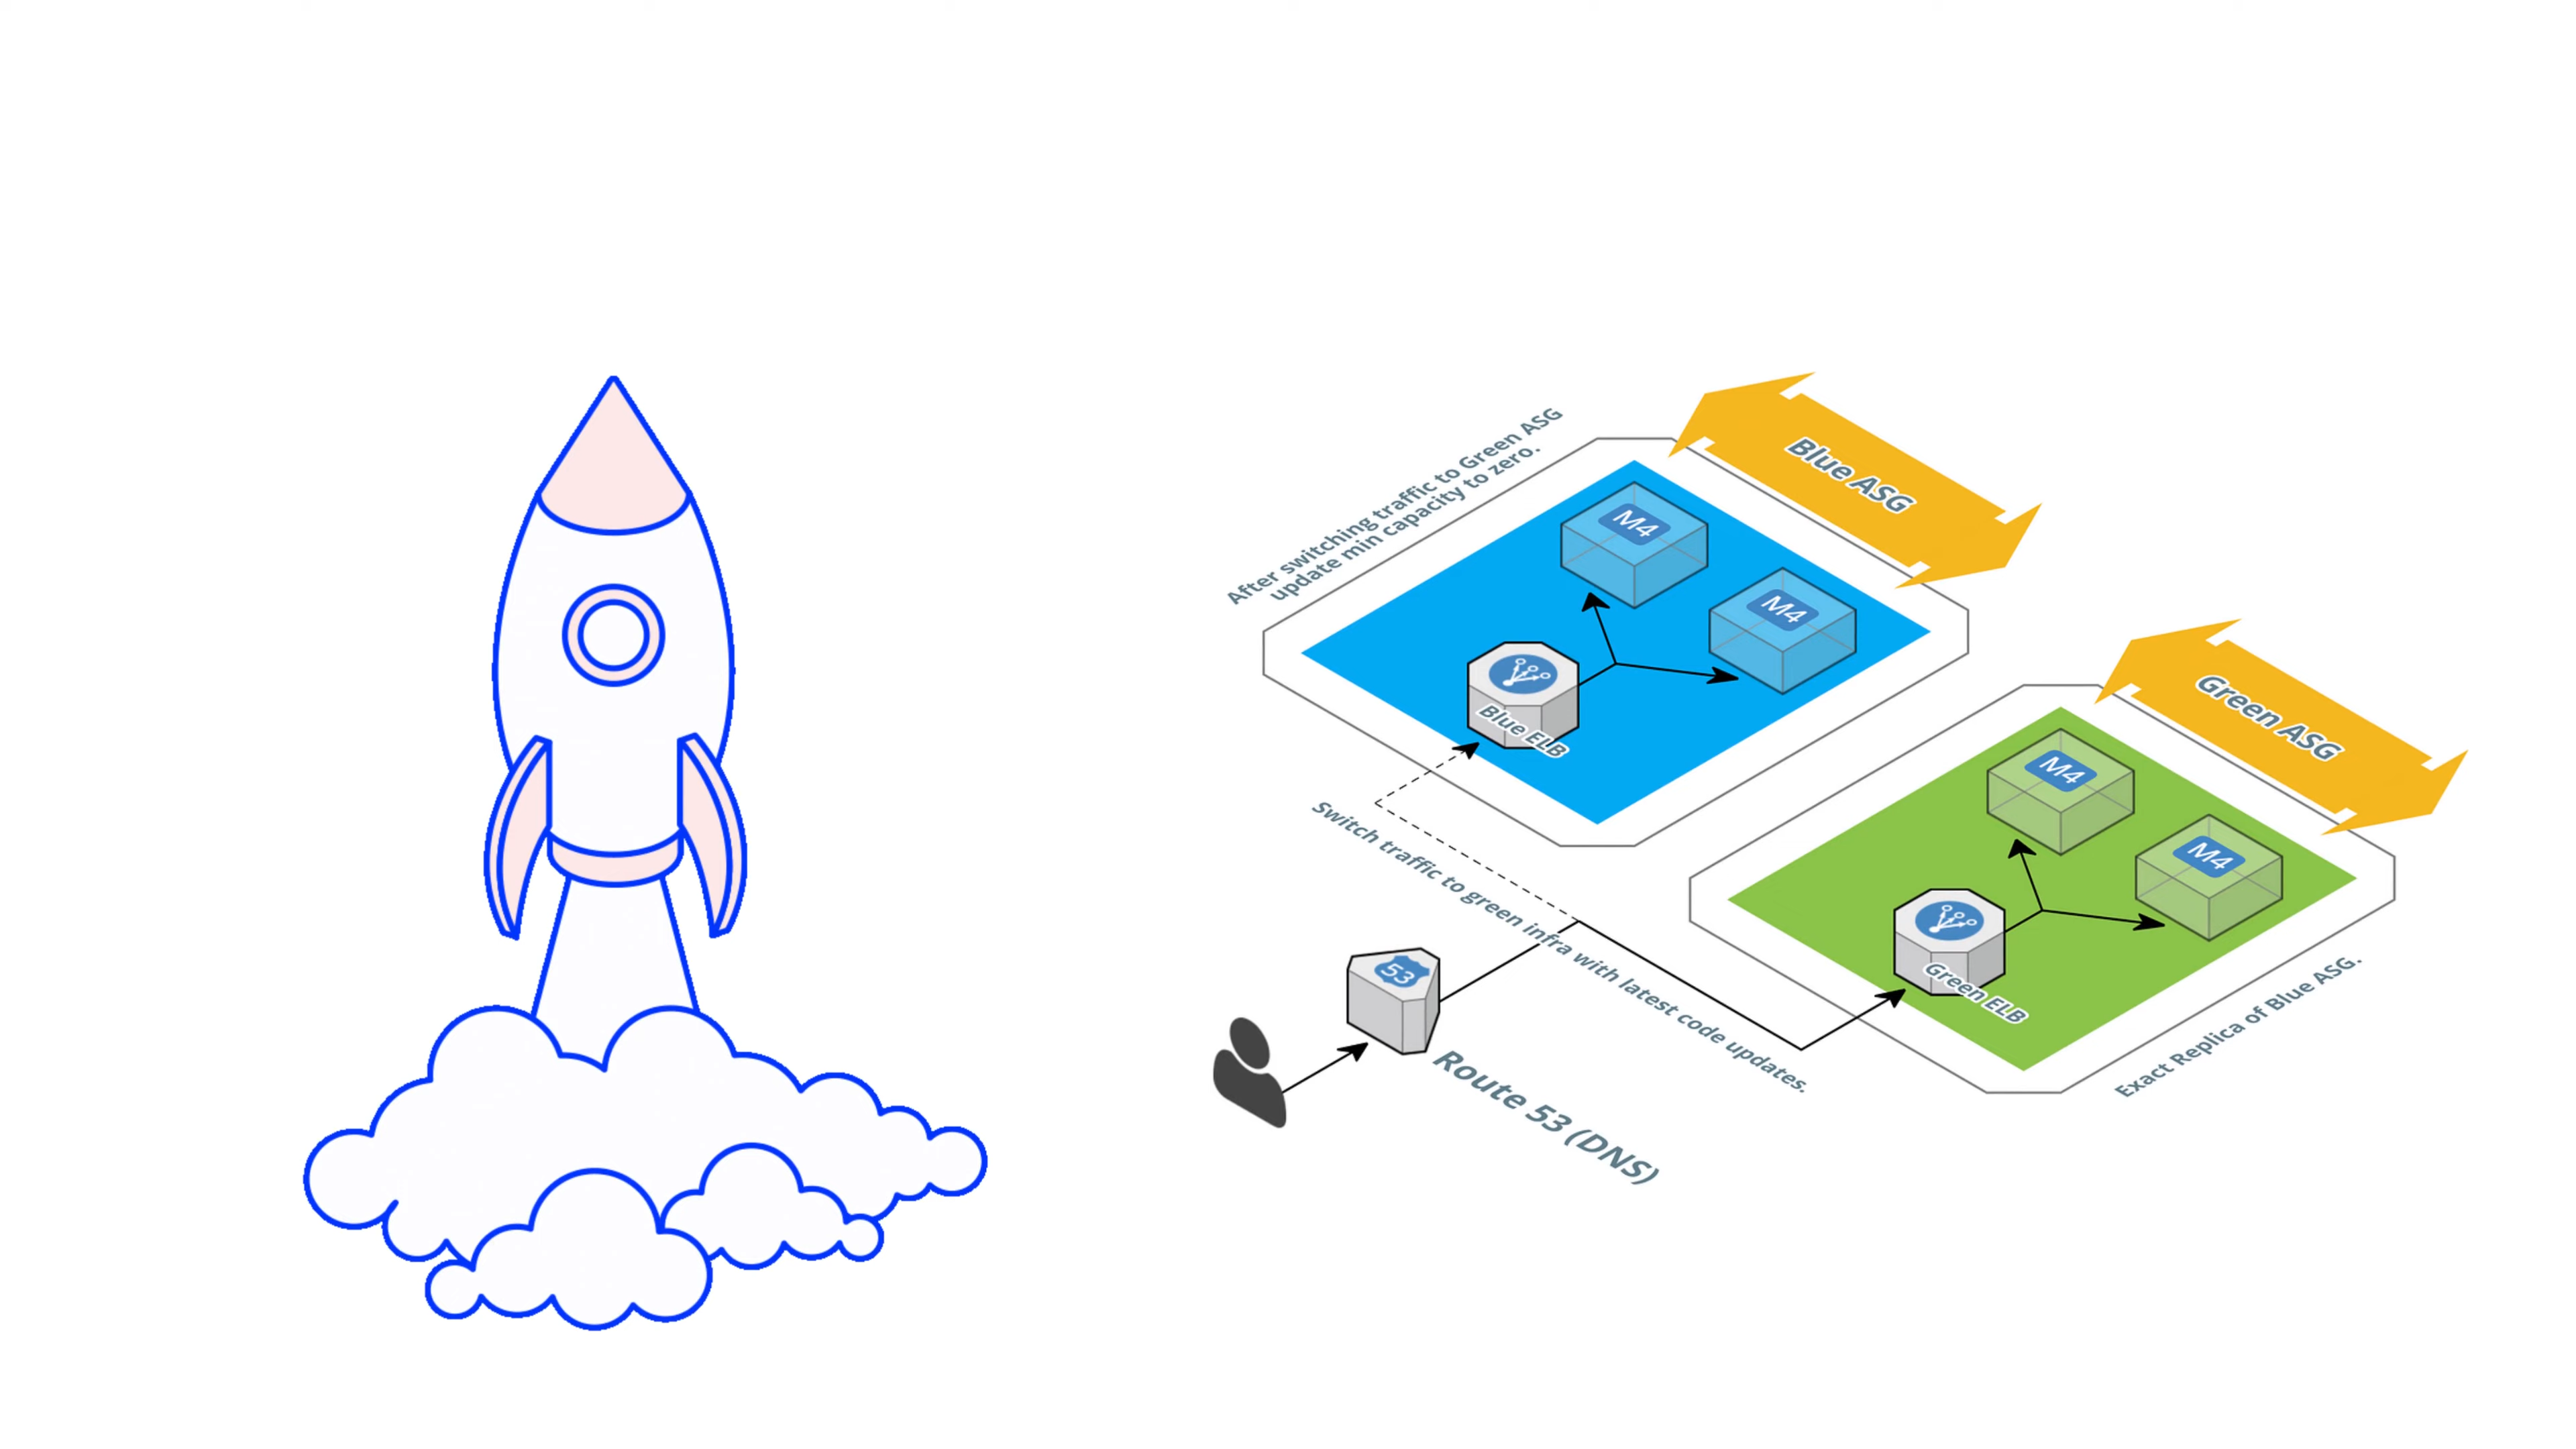 After switching traffic to Green ASG
update min capacity to zero.
Blue ASG
M4
M4
Blue ELB
Green ASG
M4
M4
Green ELB
Switch traffic to green infra with latest code updates.
Exact Replica of Blue ASG.
53
Route 53 (DNS)